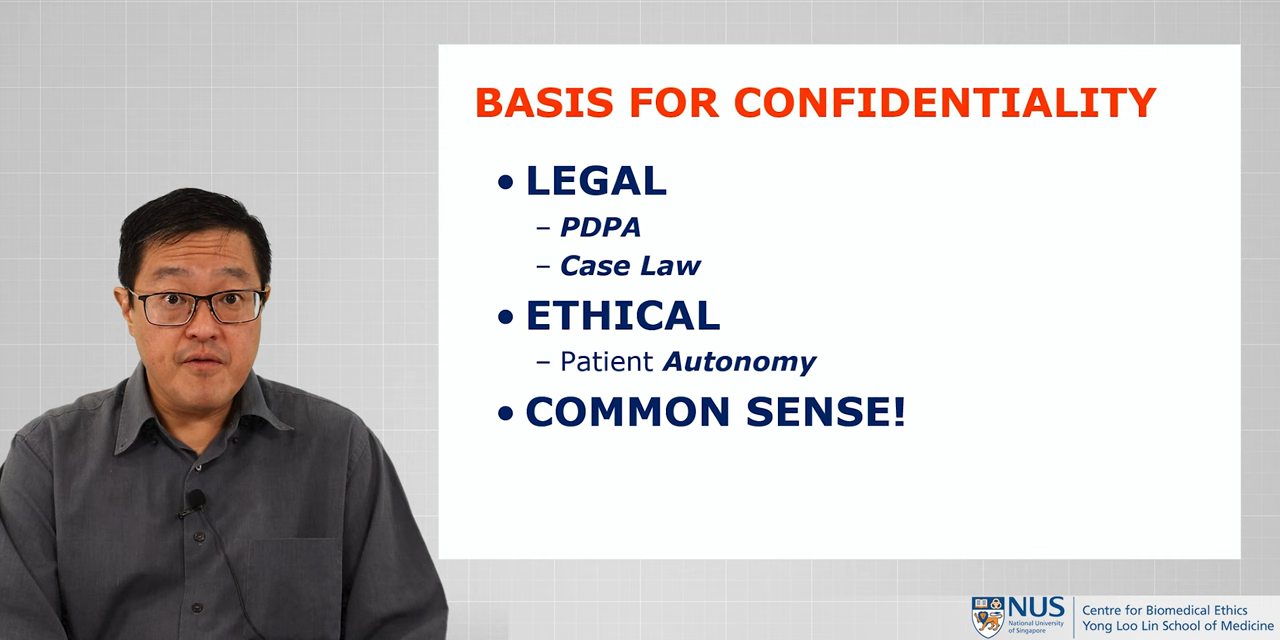 BASIS FOR CONFIDENTIALITY
• LEGAL
– PDPA
– Case Law
• ETHICAL
– Patient Autonomy
• COMMON SENSE!
NUS
National University
of Singapore
Centre for Biomedical Ethics
Yong Loo Lin School of Medicine